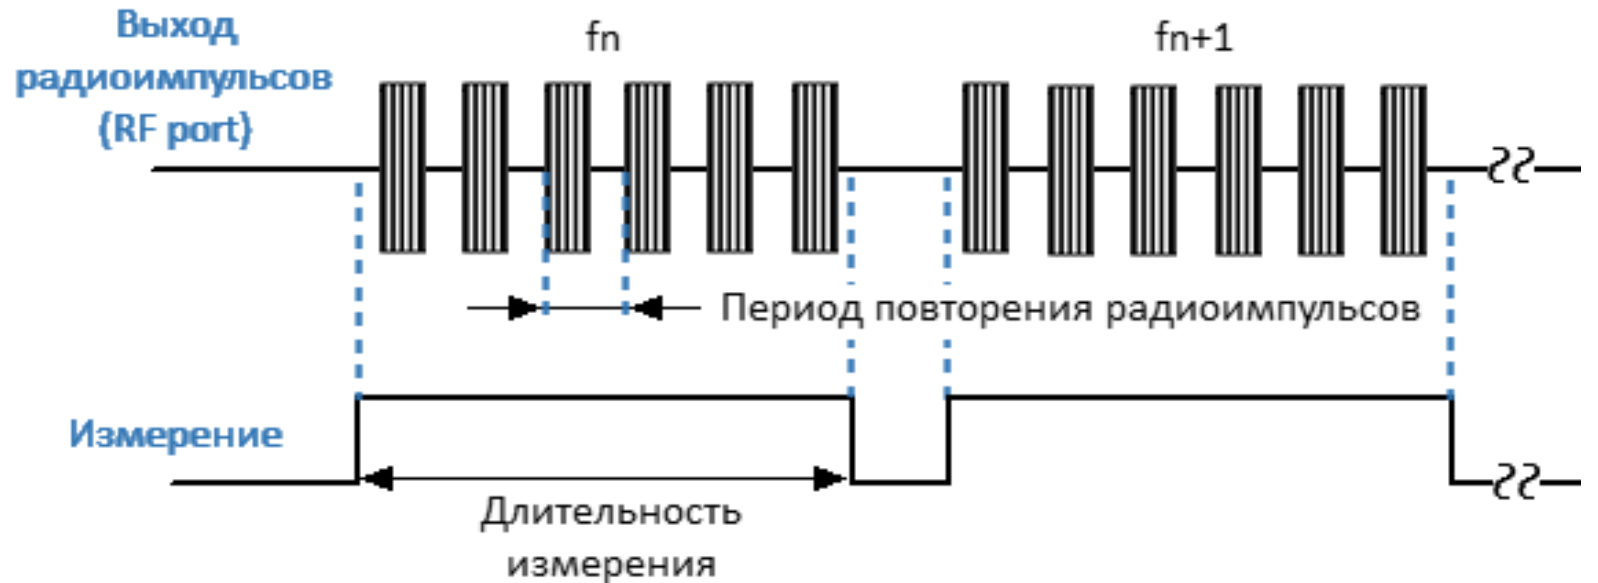 Выход
радиоимпульсов
(RF port)
fn
fn+1
Период повторения радиоимпульсов
Измерение
Длительность
измерения